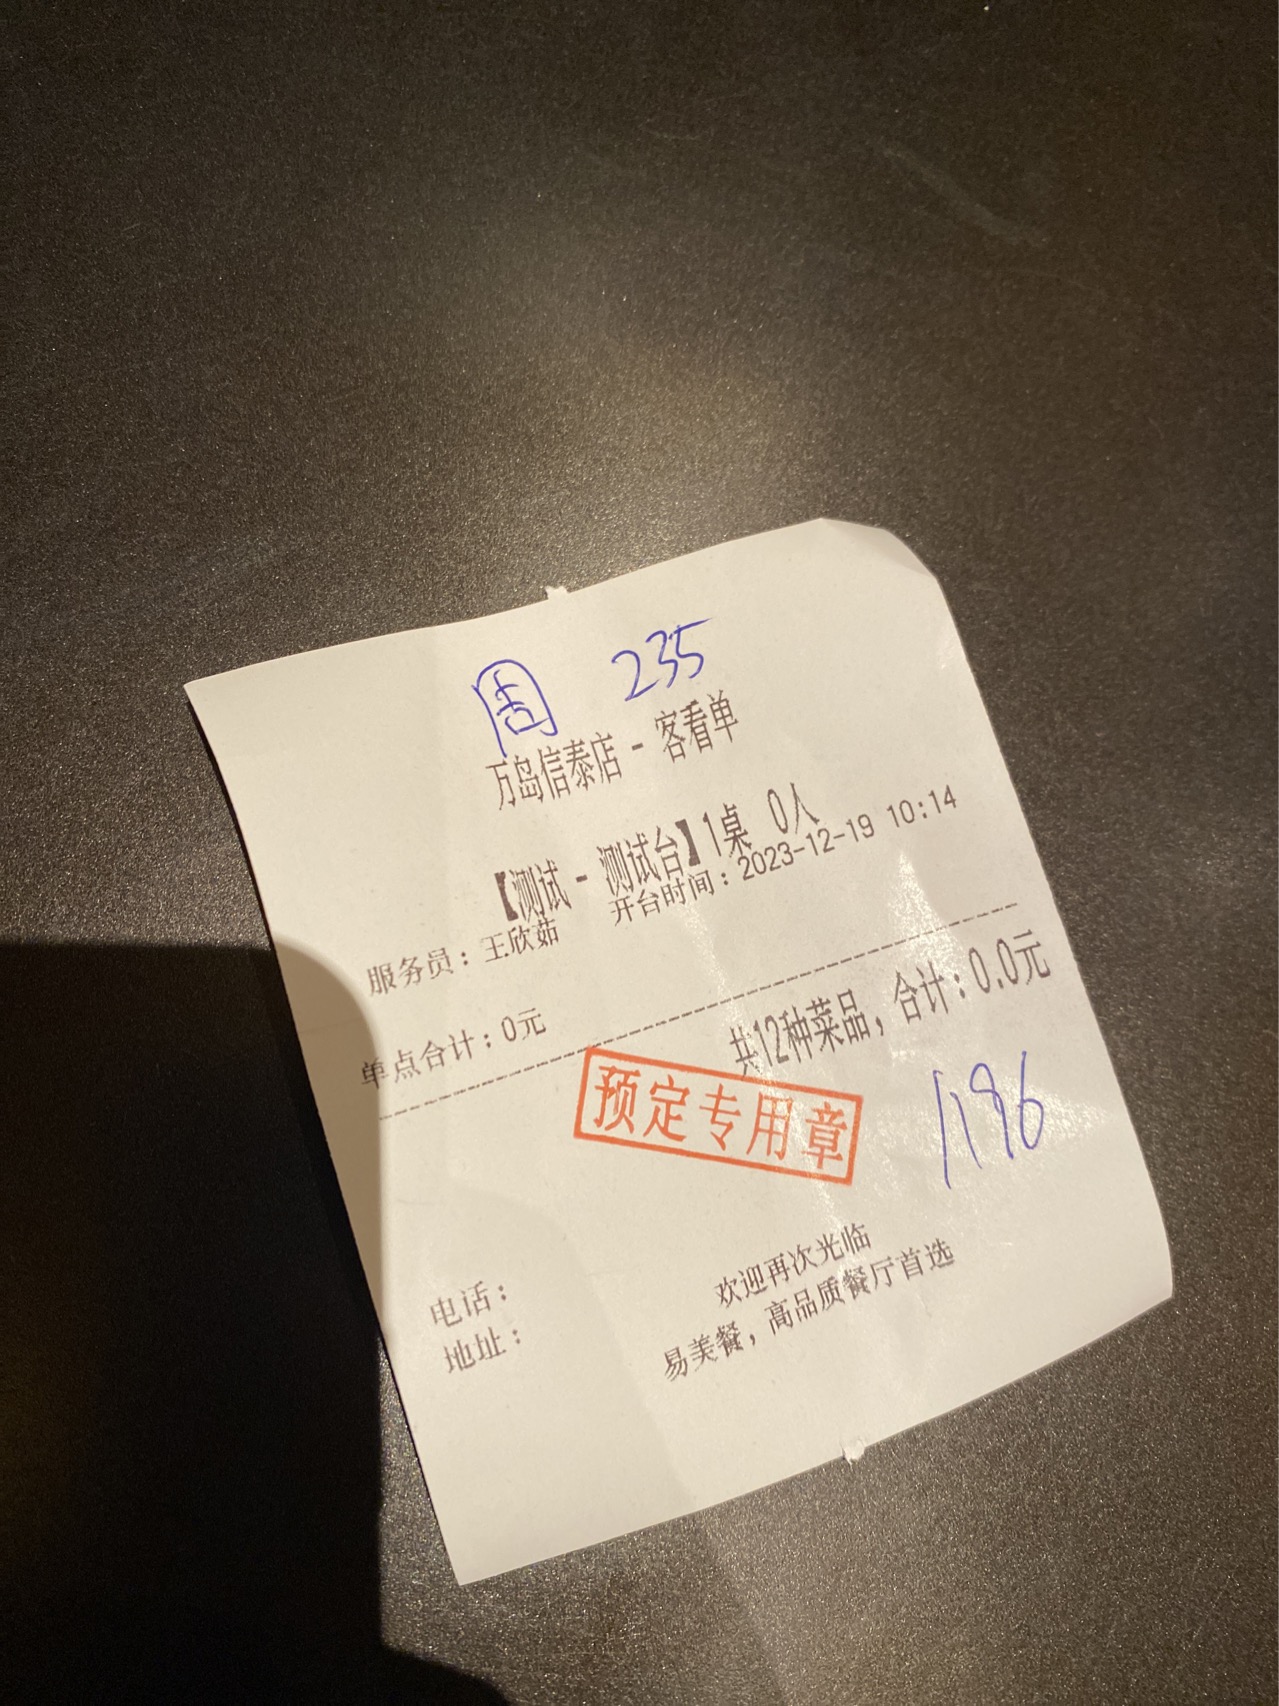 周 235
万岛信泰店 - 客看单
【测试 - 测试台】1桌 0人
服务员：王欣茹 开台时间：2023-12-19 10:14
单点合计：0元
共12种菜品，合计：0.0元
预定专用章
1196
电话：
地址：
欢迎再次光临
易美餐，高品质餐厅首选